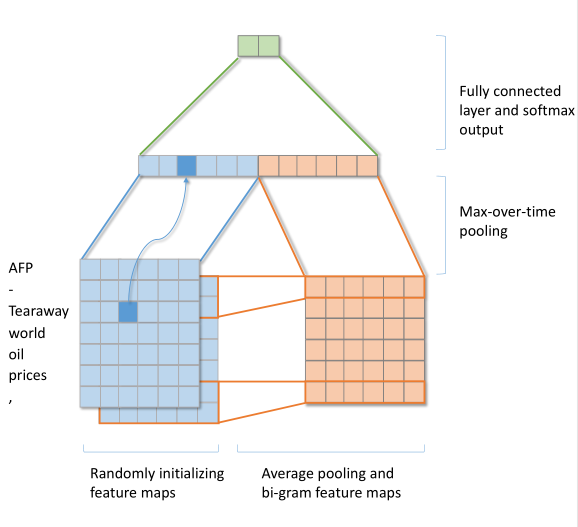 Fully connected
layer and softmax
output
Max-over-time
pooling
AFP
-
Tearaway
world
oil
prices
,
Randomly initializing
feature maps
Average pooling and
bi-gram feature maps